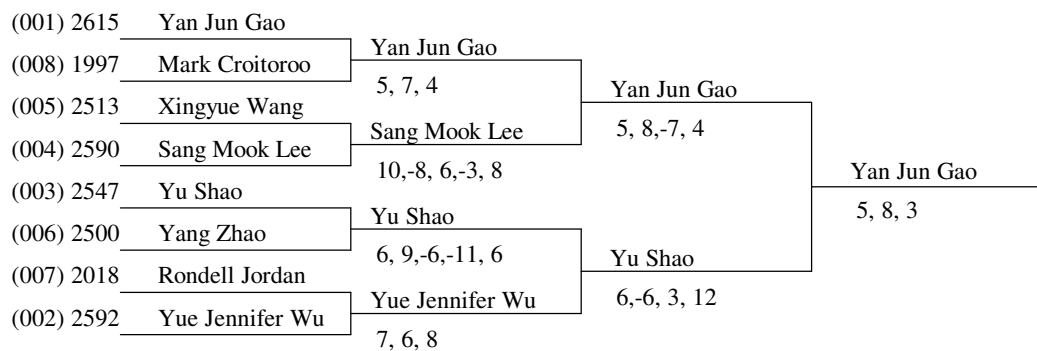 (001) 2615 Yan Jun Gao
Yan Jun Gao
(008) 1997 Mark Croitoroo
5, 7, 4
Yan Jun Gao
(005) 2513 Xingyue Wang
5, 8,-7, 4
Sang Mook Lee
(004) 2590 Sang Mook Lee
10,-8, 6,-3, 8
Yan Jun Gao
(003) 2547 Yu Shao
5, 8, 3
Yu Shao
(006) 2500 Yang Zhao
6, 9,-6,-11, 6
Yu Shao
(007) 2018 Rondell Jordan
6,-6, 3, 12
Yue Jennifer Wu
(002) 2592 Yue Jennifer Wu
7, 6, 8